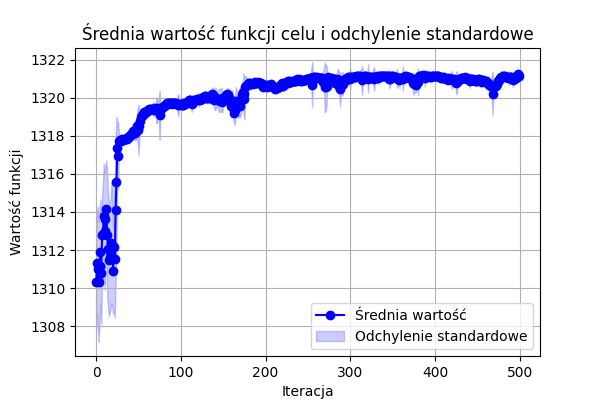 Średnia wartość funkcji celu i odchylenie standardowe
1322
1320
1318
1316
1314
1312
1310
1308
Wartość funkcji
0 100 200 300 400 500
Iteracja
Średnia wartość
Odchylenie standardowe